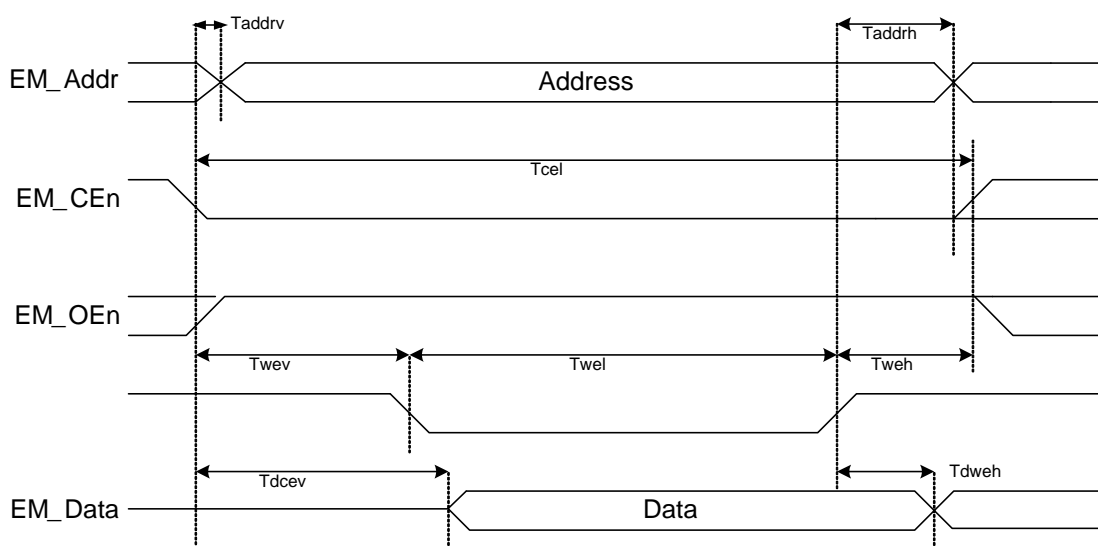 Taddrv
Taddrh
EM_Addr
Address
Tcel
EM_CEn
EM_OEn
Twev
Twel
Tweh
Tdcev
Tdweh
EM_Data
Data